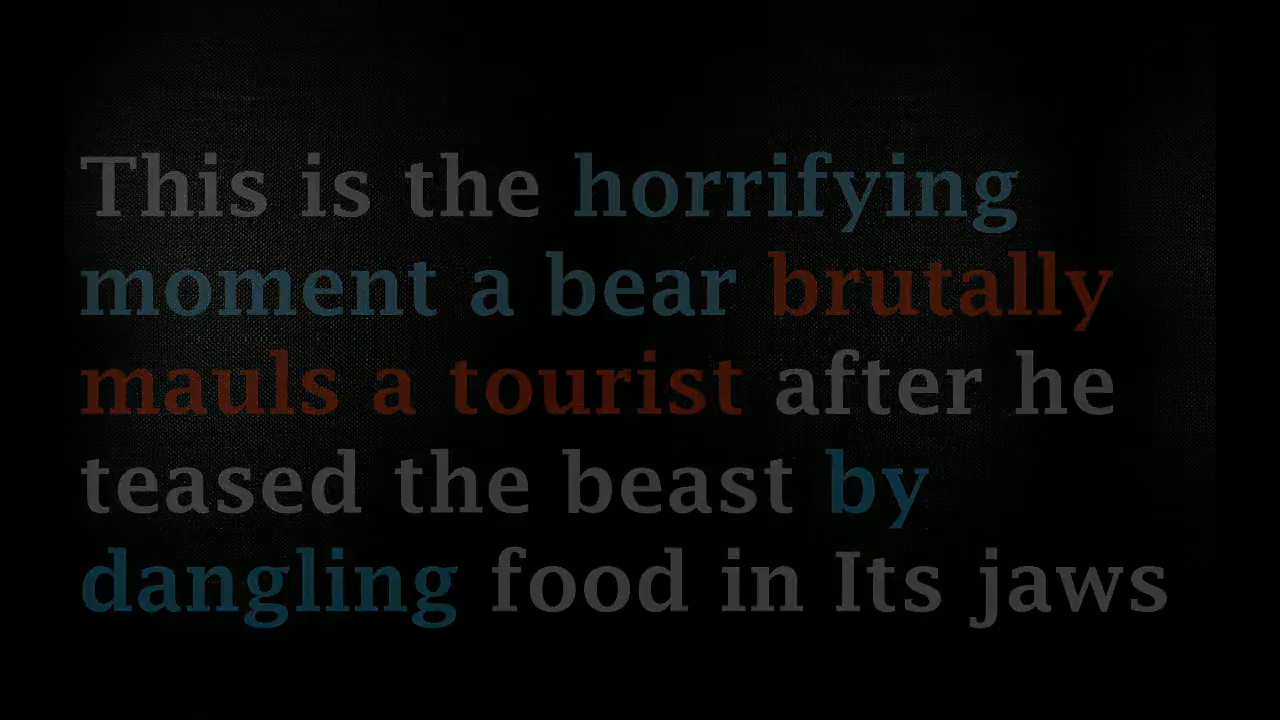 This is the horrifying
moment a bear brutally
mauls a tourist after he
teased the beast by
dangling food in Its jaws